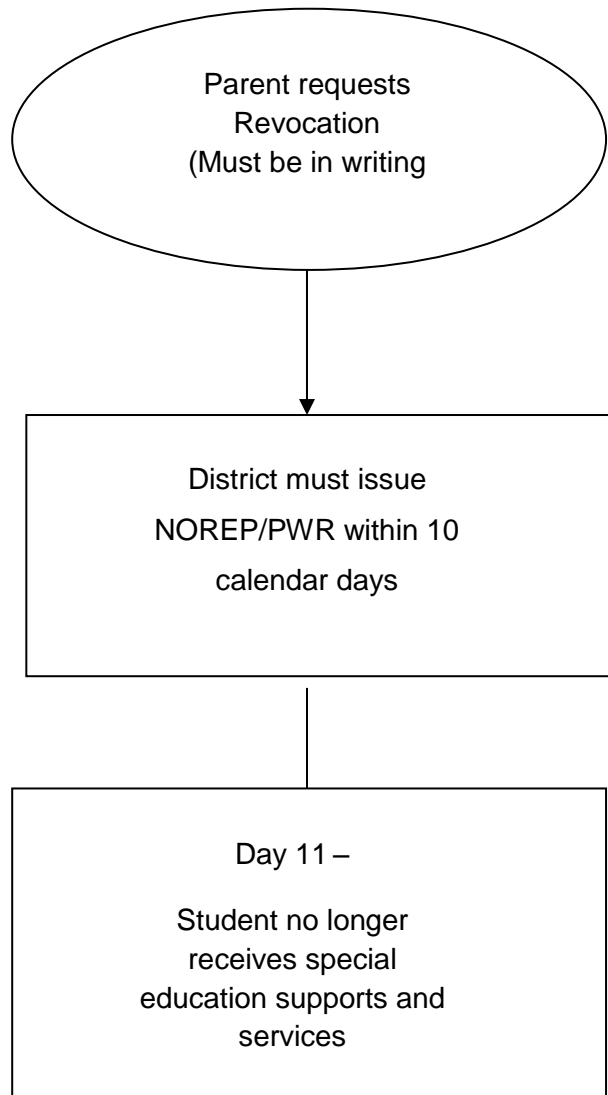 Parent requests
Revocation
(Must be in writing
District must issue
NOREP/PWR within 10
calendar days
Day 11 –
Student no longer
receives special
education supports and
services